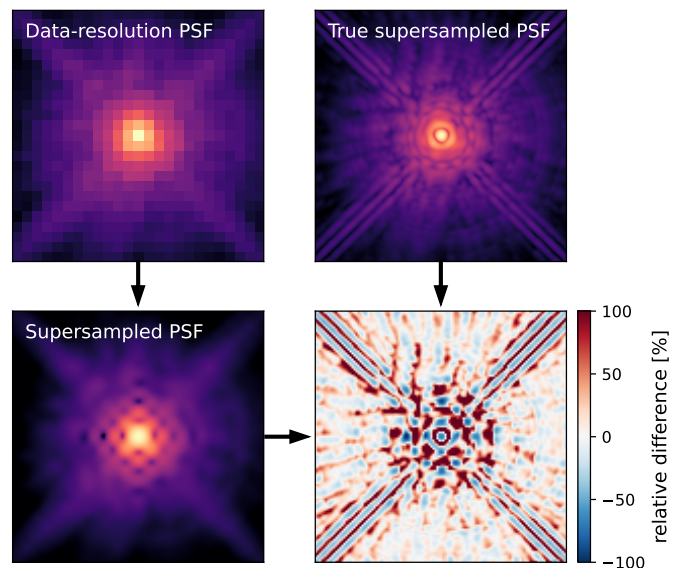 Data-resolution PSF
True supersampled PSF
Supersampled PSF
100
50
0
−50
−100
relative difference [%]